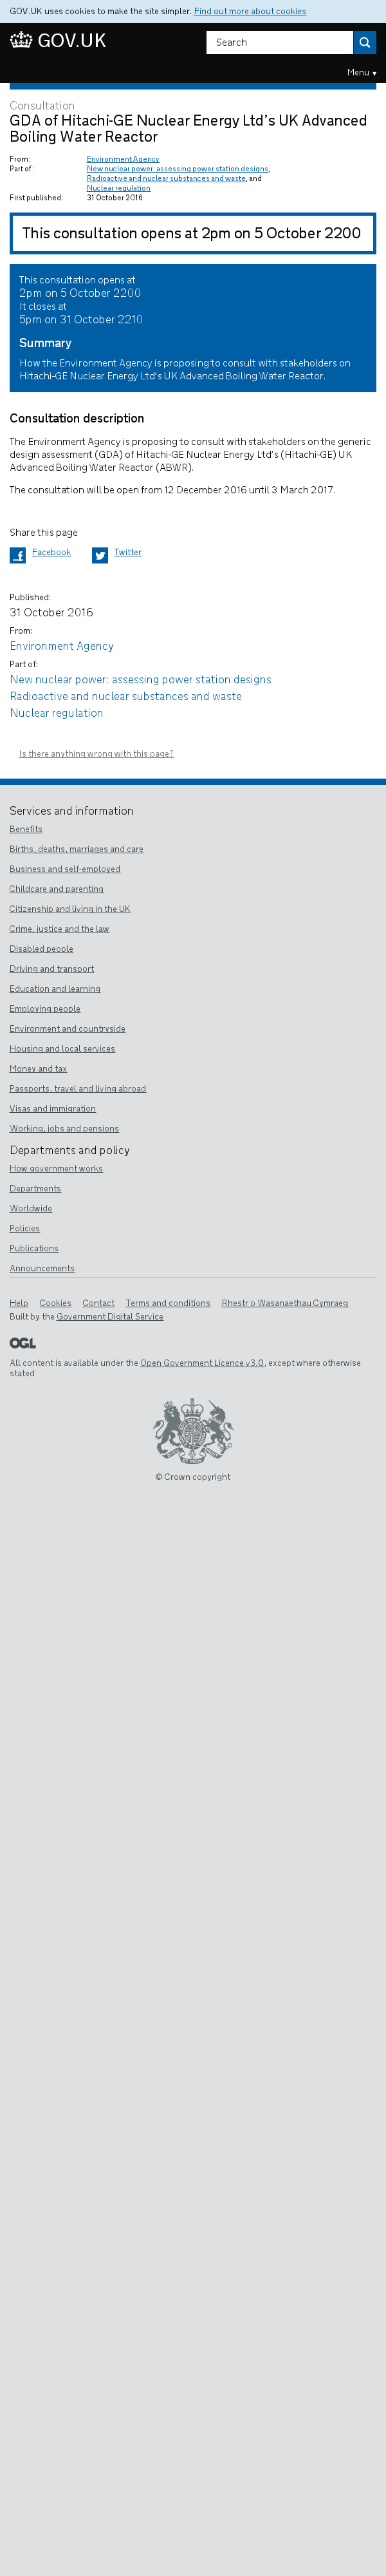 GOV.UK uses cookies to make the site simpler. Find out more about cookies
GOV.UK
Search
Menu ▾
Consultation
GDA of Hitachi-GE Nuclear Energy Ltd's UK Advanced
Boiling Water Reactor
From: Environment Agency
Part of: New nuclear power: assessing power station designs,
Radioactive and nuclear substances and waste, and
Nuclear regulation
First published: 31 October 2016
This consultation opens at 2pm on 5 October 2200
This consultation opens at
2pm on 5 October 2200
It closes at
5pm on 31 October 2210
Summary
How the Environment Agency is proposing to consult with stakeholders on
Hitachi-GE Nuclear Energy Ltd's UK Advanced Boiling Water Reactor.
Consultation description
The Environment Agency is proposing to consult with stakeholders on the generic
design assessment (GDA) of Hitachi-GE Nuclear Energy Ltd's (Hitachi-GE) UK
Advanced Boiling Water Reactor (ABWR).
The consultation will be open from 12 December 2016 until 3 March 2017.
Share this page
Facebook Twitter
Published:
31 October 2016
From:
Environment Agency
Part of:
New nuclear power: assessing power station designs
Radioactive and nuclear substances and waste
Nuclear regulation
Is there anything wrong with this page?
Services and information
Benefits
Births, deaths, marriages and care
Business and self-employed
Childcare and parenting
Citizenship and living in the UK
Crime, justice and the law
Disabled people
Driving and transport
Education and learning
Employing people
Environment and countryside
Housing and local services
Money and tax
Passports, travel and living abroad
Visas and immigration
Working, jobs and pensions
Departments and policy
How government works
Departments
Worldwide
Policies
Publications
Announcements
Help Cookies Contact Terms and conditions Rhestr o Wasanaethau Cymraeg
Built by the Government Digital Service
OGL
All content is available under the Open Government Licence v3.0, except where otherwise
stated
© Crown copyright